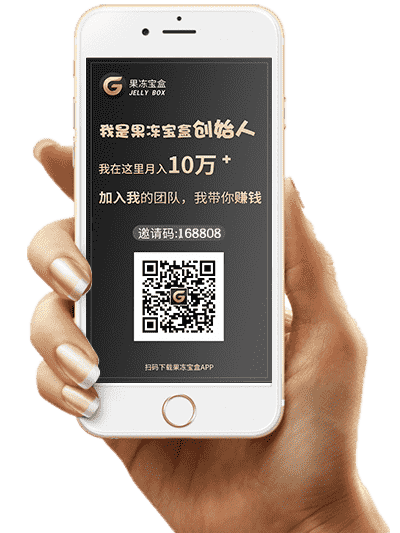 果冻宝盒
JELLY BOX
我是果冻宝盒创始人
我在这里月入10万+
加入我的团队，我带你赚钱
邀请码:168808
扫码下载果冻宝盒APP